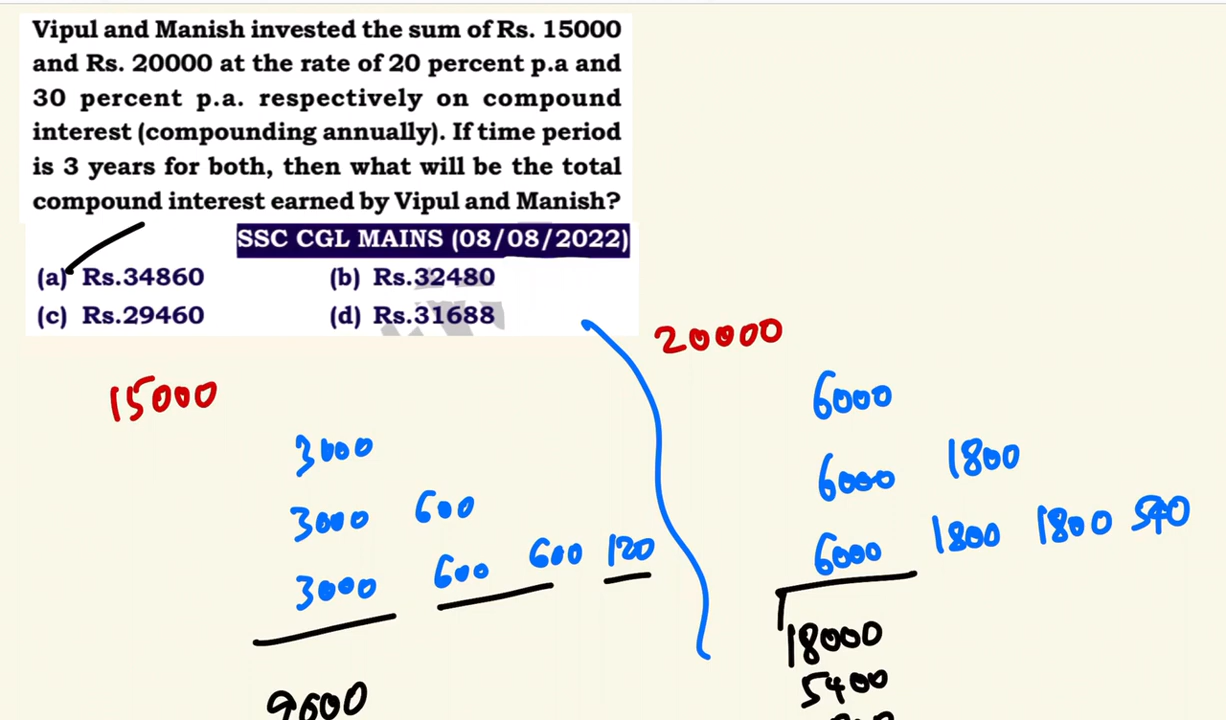 Vipul and Manish invested the sum of Rs. 15000
and Rs. 20000 at the rate of 20 percent p.a and
30 percent p.a. respectively on compound
interest (compounding annually). If time period
is 3 years for both, then what will be the total
compound interest earned by Vipul and Manish?
SSC CGL MAINS (08/08/2022)
(a) Rs.34860 (b) Rs.32480
(c) Rs.29460 (d) Rs.31688
15000
3000
3000 600
3000 600 600 120
20000
6000
6000 1800
6000 1800 1800 540
18000
5400